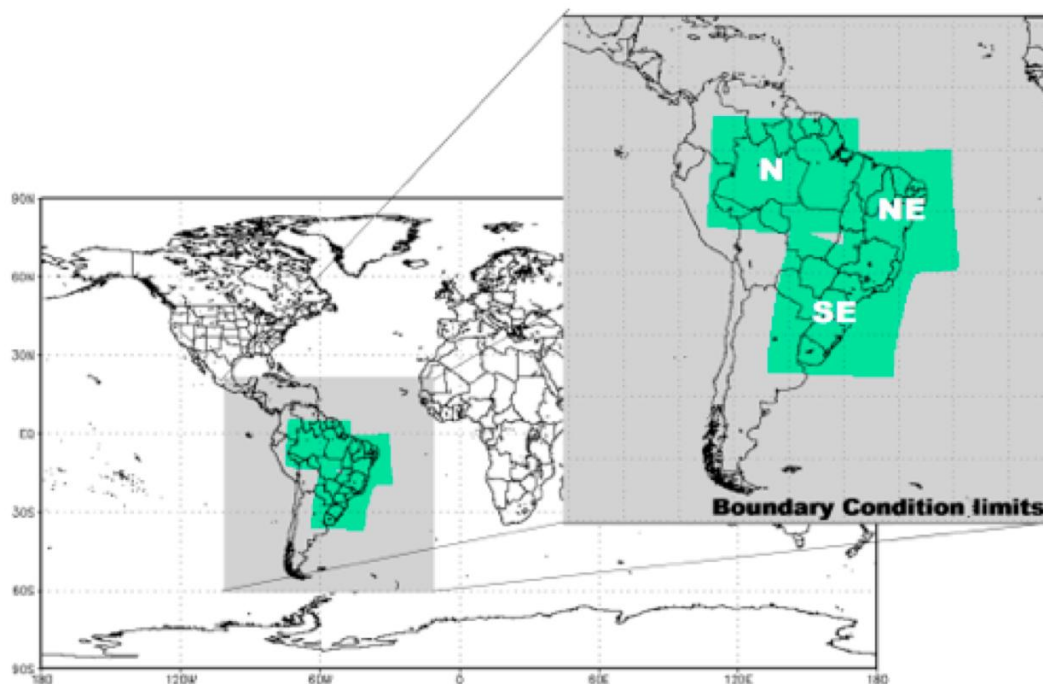 N
NE
SE
Boundary Condition limits
90N
60N
30N
EQ
30S
60S
90S
180 120W 60W 0 60E 120E 180